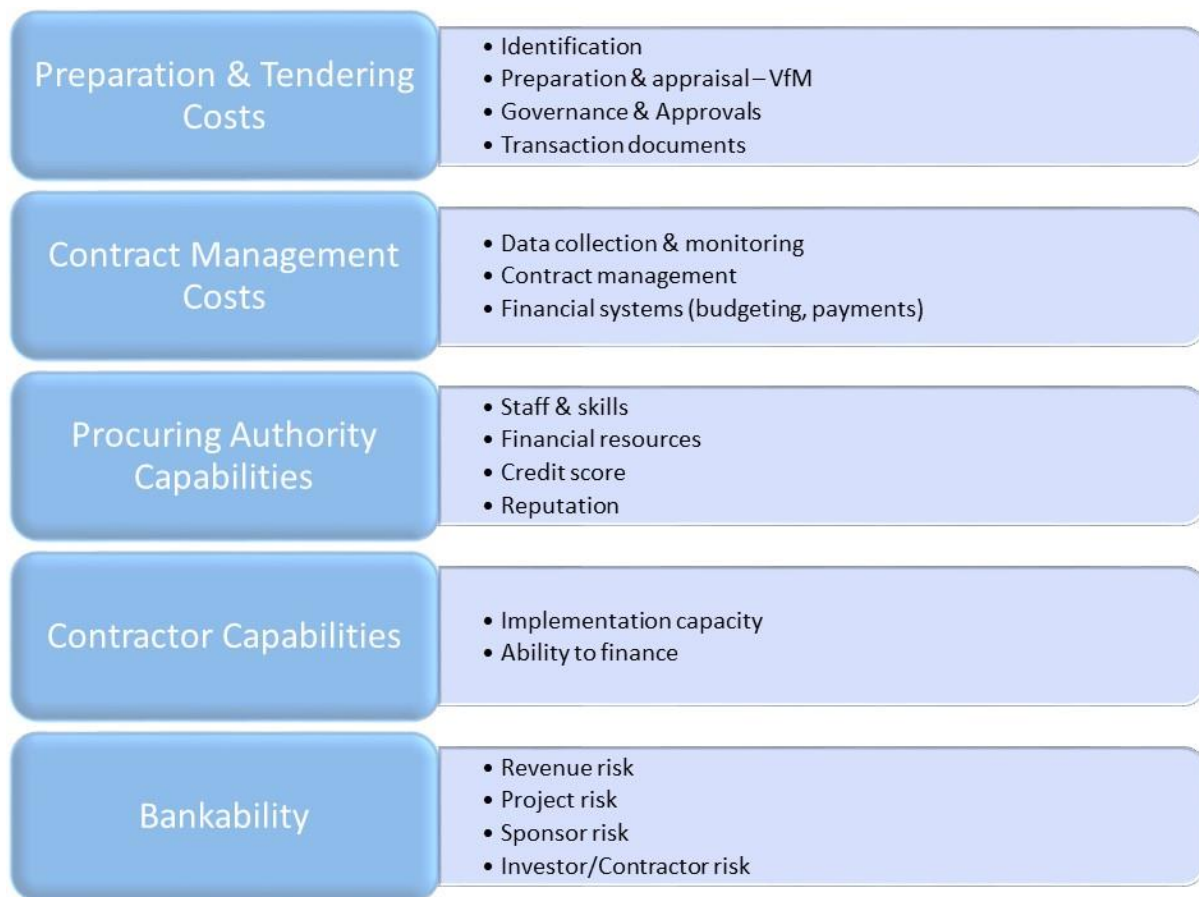 Preparation & Tendering
Costs
• Identification
• Preparation & appraisal – VfM
• Governance & Approvals
• Transaction documents
Contract Management
Costs
• Data collection & monitoring
• Contract management
• Financial systems (budgeting, payments)
Procuring Authority
Capabilities
• Staff & skills
• Financial resources
• Credit score
• Reputation
Contractor Capabilities
• Implementation capacity
• Ability to finance
Bankability
• Revenue risk
• Project risk
• Sponsor risk
• Investor/Contractor risk